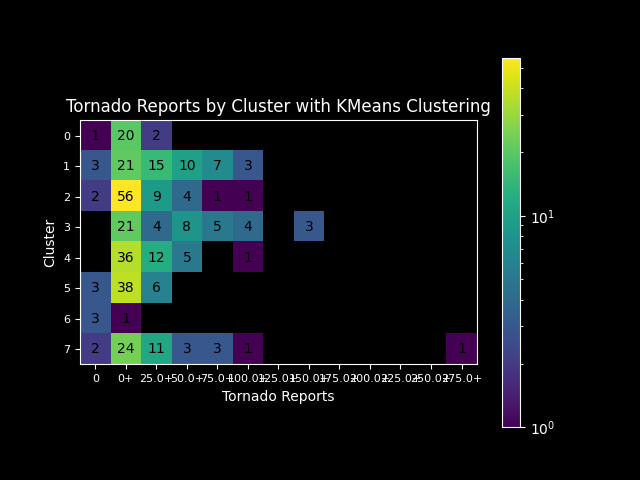 Tornado Reports by Cluster with KMeans Clustering
0 1 20 2
1 3 21 15 10 7 3
2 2 56 9 4 1 1
Cluster
3 21 4 8 5 4 3
4 36 12 5 1
5 3 38 6
6 3 1
7 2 24 11 3 3 1 1
0 0+ 25.0+ 50.0+ 75.0+ 100.0+ 125.0+ 150.0+ 175.0+ 200.0+ 225.0+ 250.0+ 275.0+
Tornado Reports
10¹
10⁰